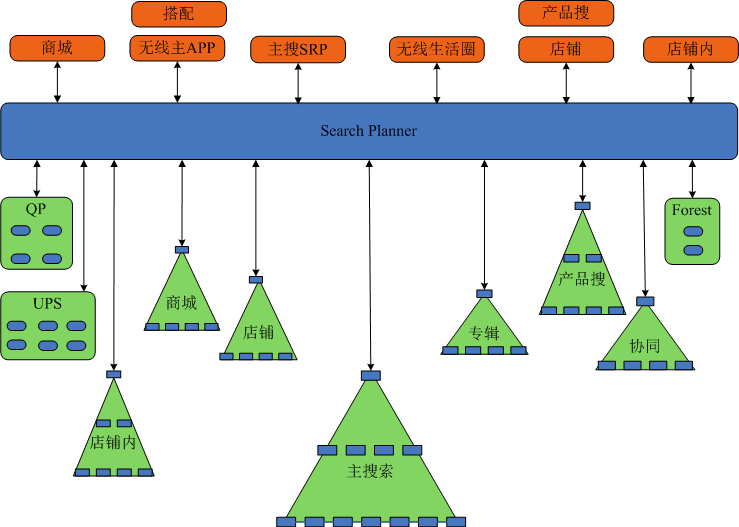 搭配
产品搜
商城
无线主APP
主搜SRP
无线生活圈
店铺
店铺内
Search Planner
QP
Forest
UPS
商城
店铺
专辑
产品搜
协同
店铺内
主搜索